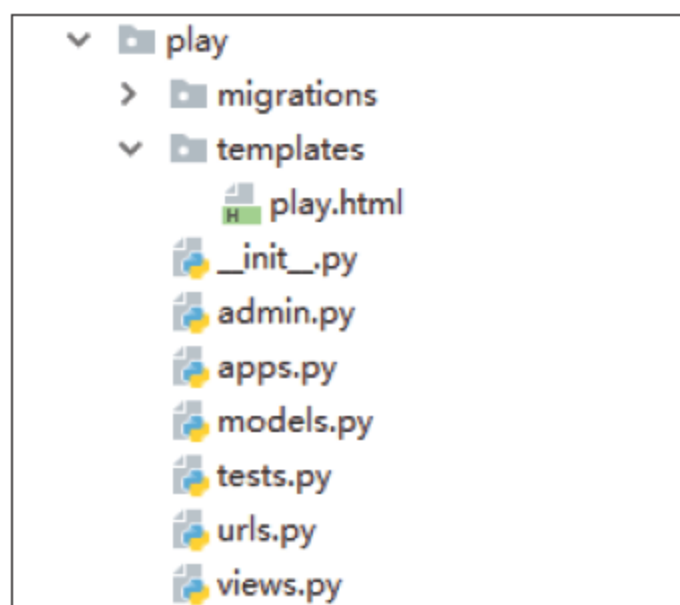 play
migrations
templates
H play.html
__init__.py
admin.py
apps.py
models.py
tests.py
urls.py
views.py